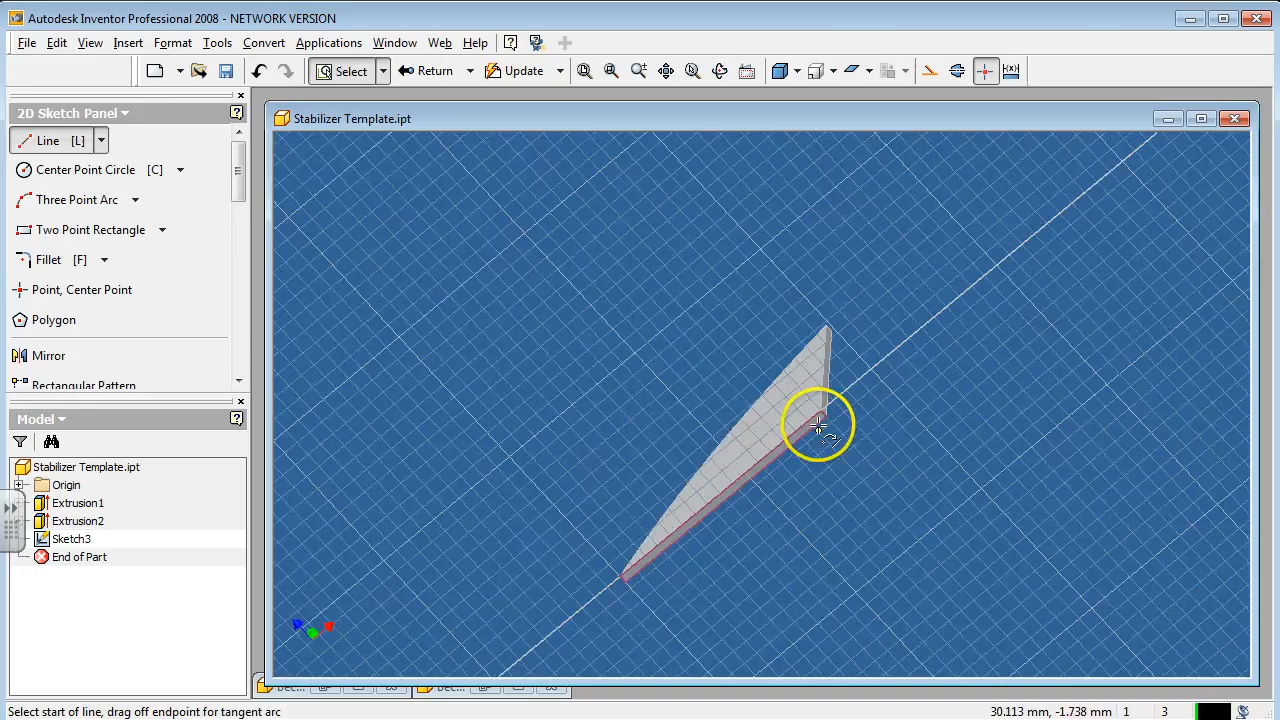 Autodesk Inventor Professional 2008 - NETWORK VERSION
File Edit View Insert Format Tools Convert Applications Window Web Help
Select Return Update
2D Sketch Panel
Stabilizer Template.ipt
Line [L]
Center Point Circle [C]
Three Point Arc
Two Point Rectangle
Fillet [F]
Point, Center Point
Polygon
Mirror
Rectangular Pattern
Model
Stabilizer Template.ipt
Origin
Extrusion1
Extrusion2
Sketch3
End of Part
Select start of line, drag off endpoint for tangent arc 30.113 mm, -1.738 mm 1 3